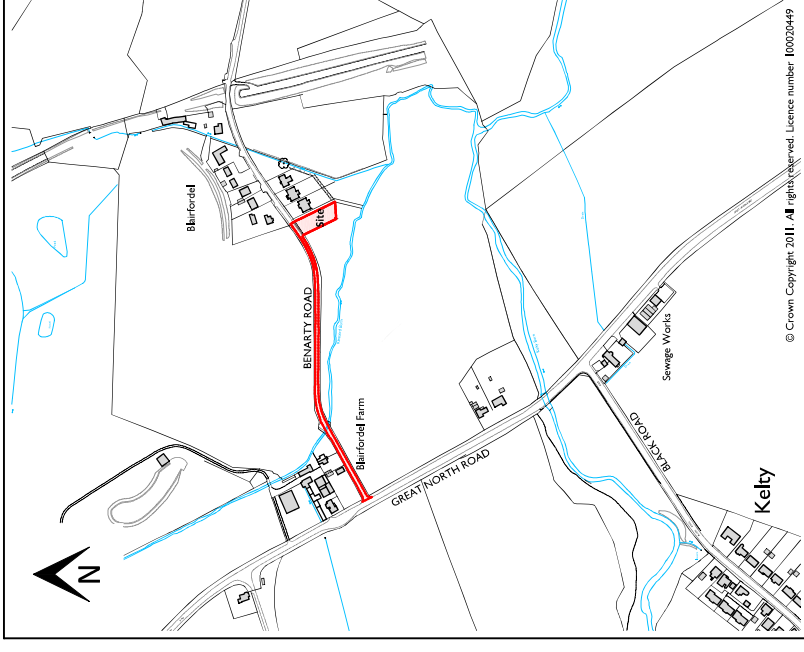 Blairfordel
Site
BENARTY ROAD
Blairfordel Farm
GREAT NORTH ROAD
Sewage Works
BLACK ROAD
Kelty
N
© Crown Copyright 2011. All rights reserved. Licence number 100020449